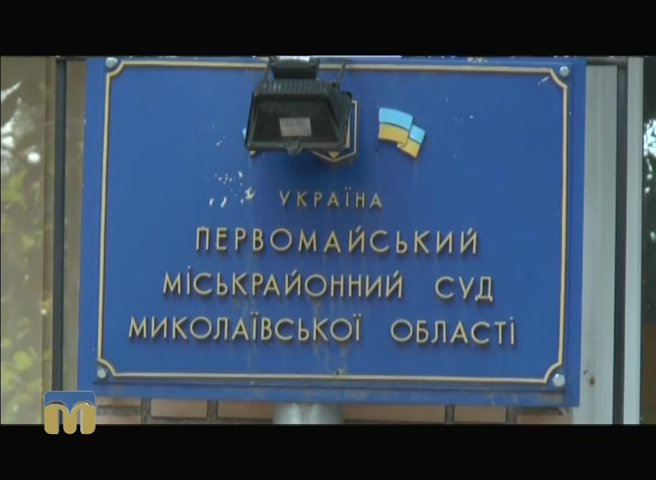 УКРАЇНА
ПЕРВОМАЙСЬКИЙ
МІСЬКРАЙОННИЙ СУД
МИКОЛАЇВСЬКОЇ ОБЛАСТІ
М